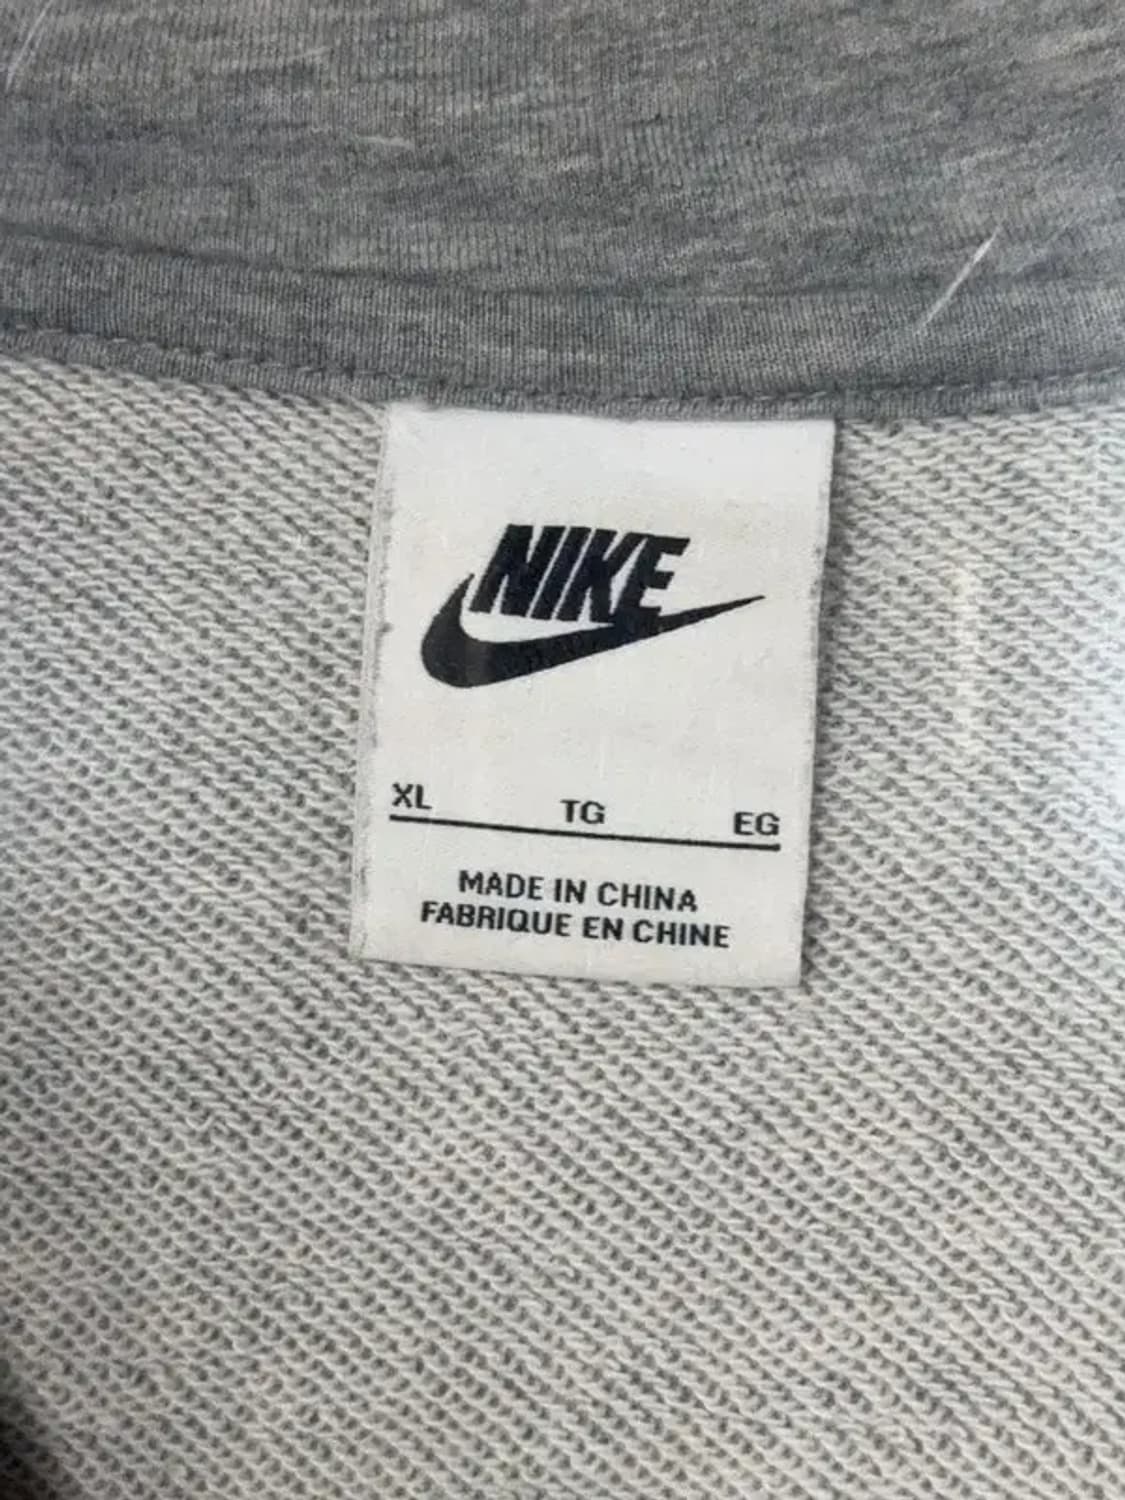 NIKE
XL TG EG
MADE IN CHINA
FABRIQUE EN CHINE